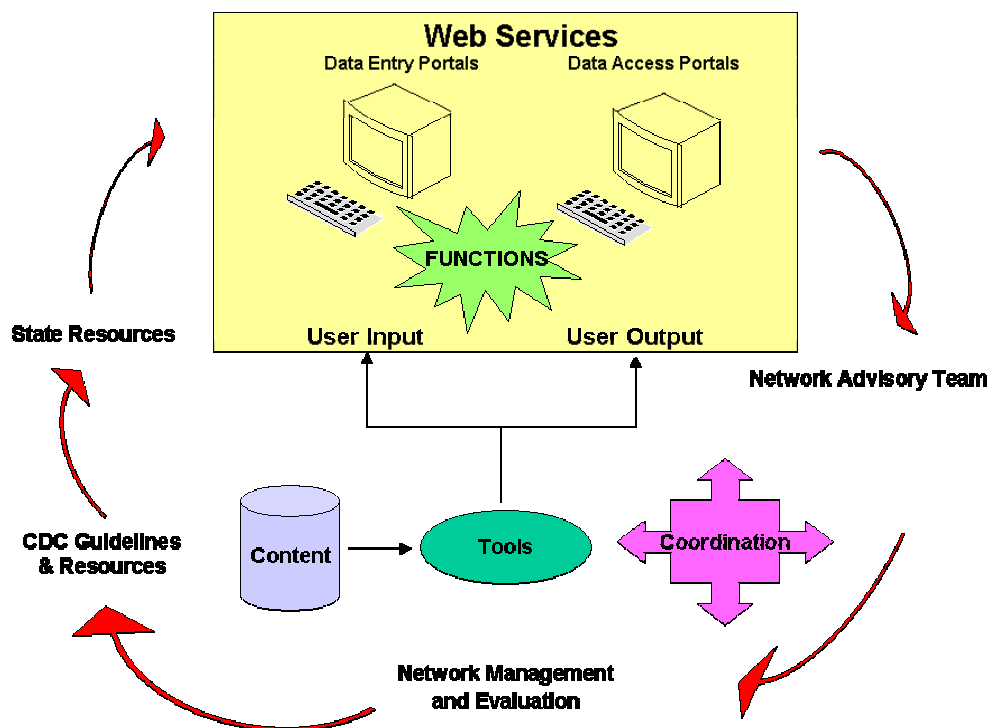 Web Services
Data Entry Portals
Data Access Portals
FUNCTIONS
User Input
User Output
State Resources
Network Advisory Team
CDC Guidelines
& Resources
Content
Tools
Coordination
Network Management
and Evaluation